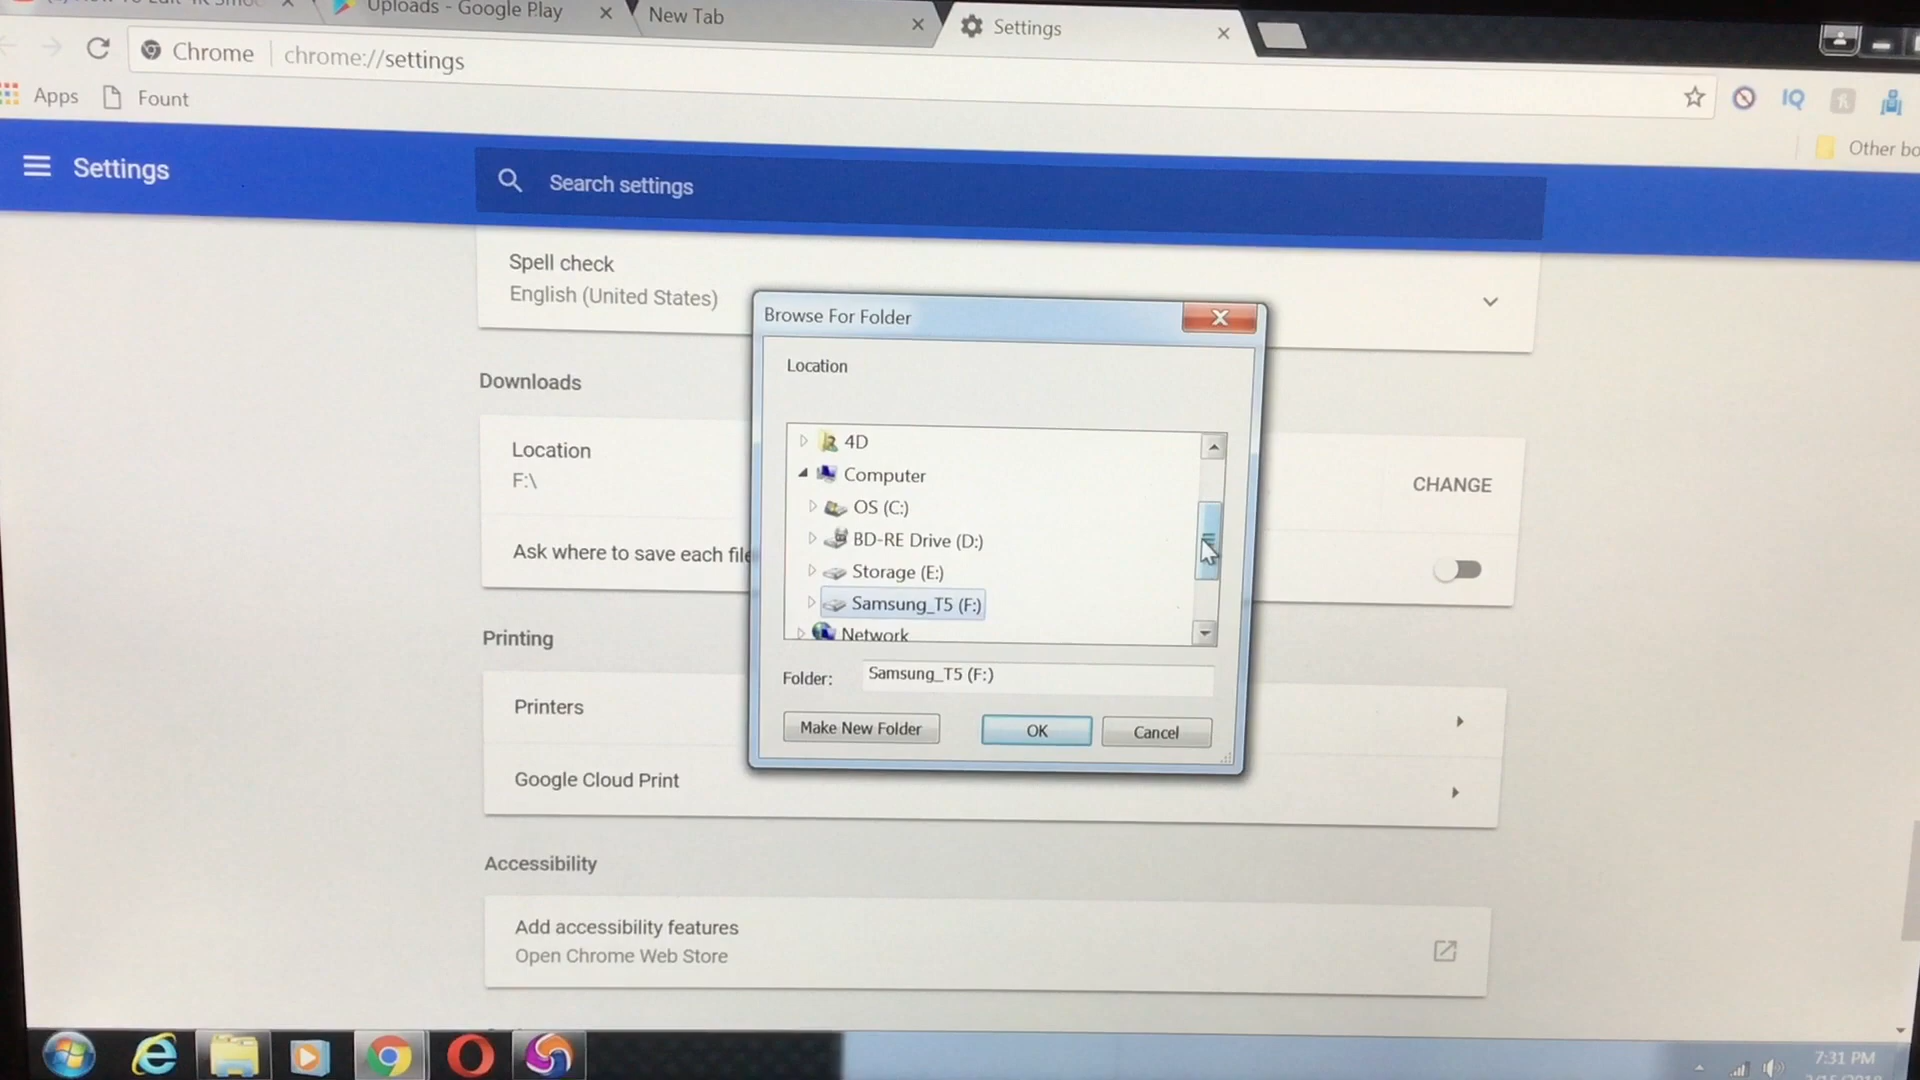 Uploads - Google Play
New Tab
Settings
Chrome
chrome://settings
Apps
Fount
IQ
Other bo
Settings
Search settings
Spell check
English (United States)
Browse For Folder
Location
Downloads
4D
Location
F:\
Computer
CHANGE
OS (C:)
BD-RE Drive (D:)
Ask where to save each file
Storage (E:)
Samsung_T5 (F:)
Network
Printing
Folder:
Samsung_T5 (F:)
Printers
Make New Folder
OK
Cancel
Google Cloud Print
Accessibility
Add accessibility features
Open Chrome Web Store
7:31 PM